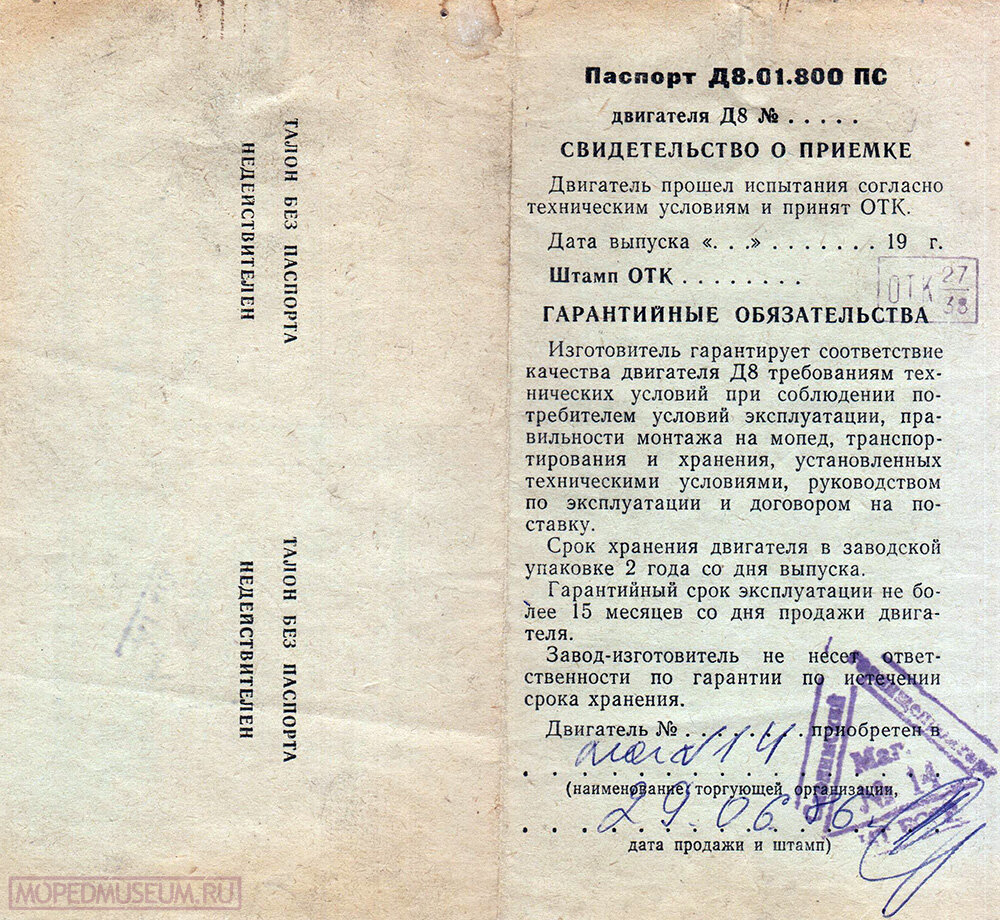 ТАЛОН БЕЗ ПАСПОРТА
НЕДЕЙСТВИТЕЛЕН
ТАЛОН БЕЗ ПАСПОРТА
НЕДЕЙСТВИТЕЛЕН
Паспорт Д8.01.800 ПС
двигателя Д8 № . . . . .
СВИДЕТЕЛЬСТВО О ПРИЕМКЕ
Двигатель прошел испытания согласно
техническим условиям и принят ОТК.
Дата выпуска «. . .» . . . . . . . 19 г.
Штамп ОТК . . . . . . . .
ОТК 27/38
ГАРАНТИЙНЫЕ ОБЯЗАТЕЛЬСТВА
Изготовитель гарантирует соответствие
качества двигателя Д8 требованиям тех-
нических условий при соблюдении по-
требителем условий эксплуатации, пра-
вильности монтажа на мопед, транспор-
тирования и хранения, установленных
техническими условиями, руководством
по эксплуатации и договором на по-
ставку.
Срок хранения двигателя в заводской
упаковке 2 года со дня выпуска.
Гарантийный срок эксплуатации не бо-
лее 15 месяцев со дня продажи двига-
теля.
Завод-изготовитель не несет ответ-
ственности по гарантии по истечении
срока хранения.
Двигатель № . . . . . . . . приобретен в
маг N 14
(наименование торгующей организации,
29.06.86
дата продажи и штамп)
Маг.
№ 14
MOPEDMUSEUM.RU